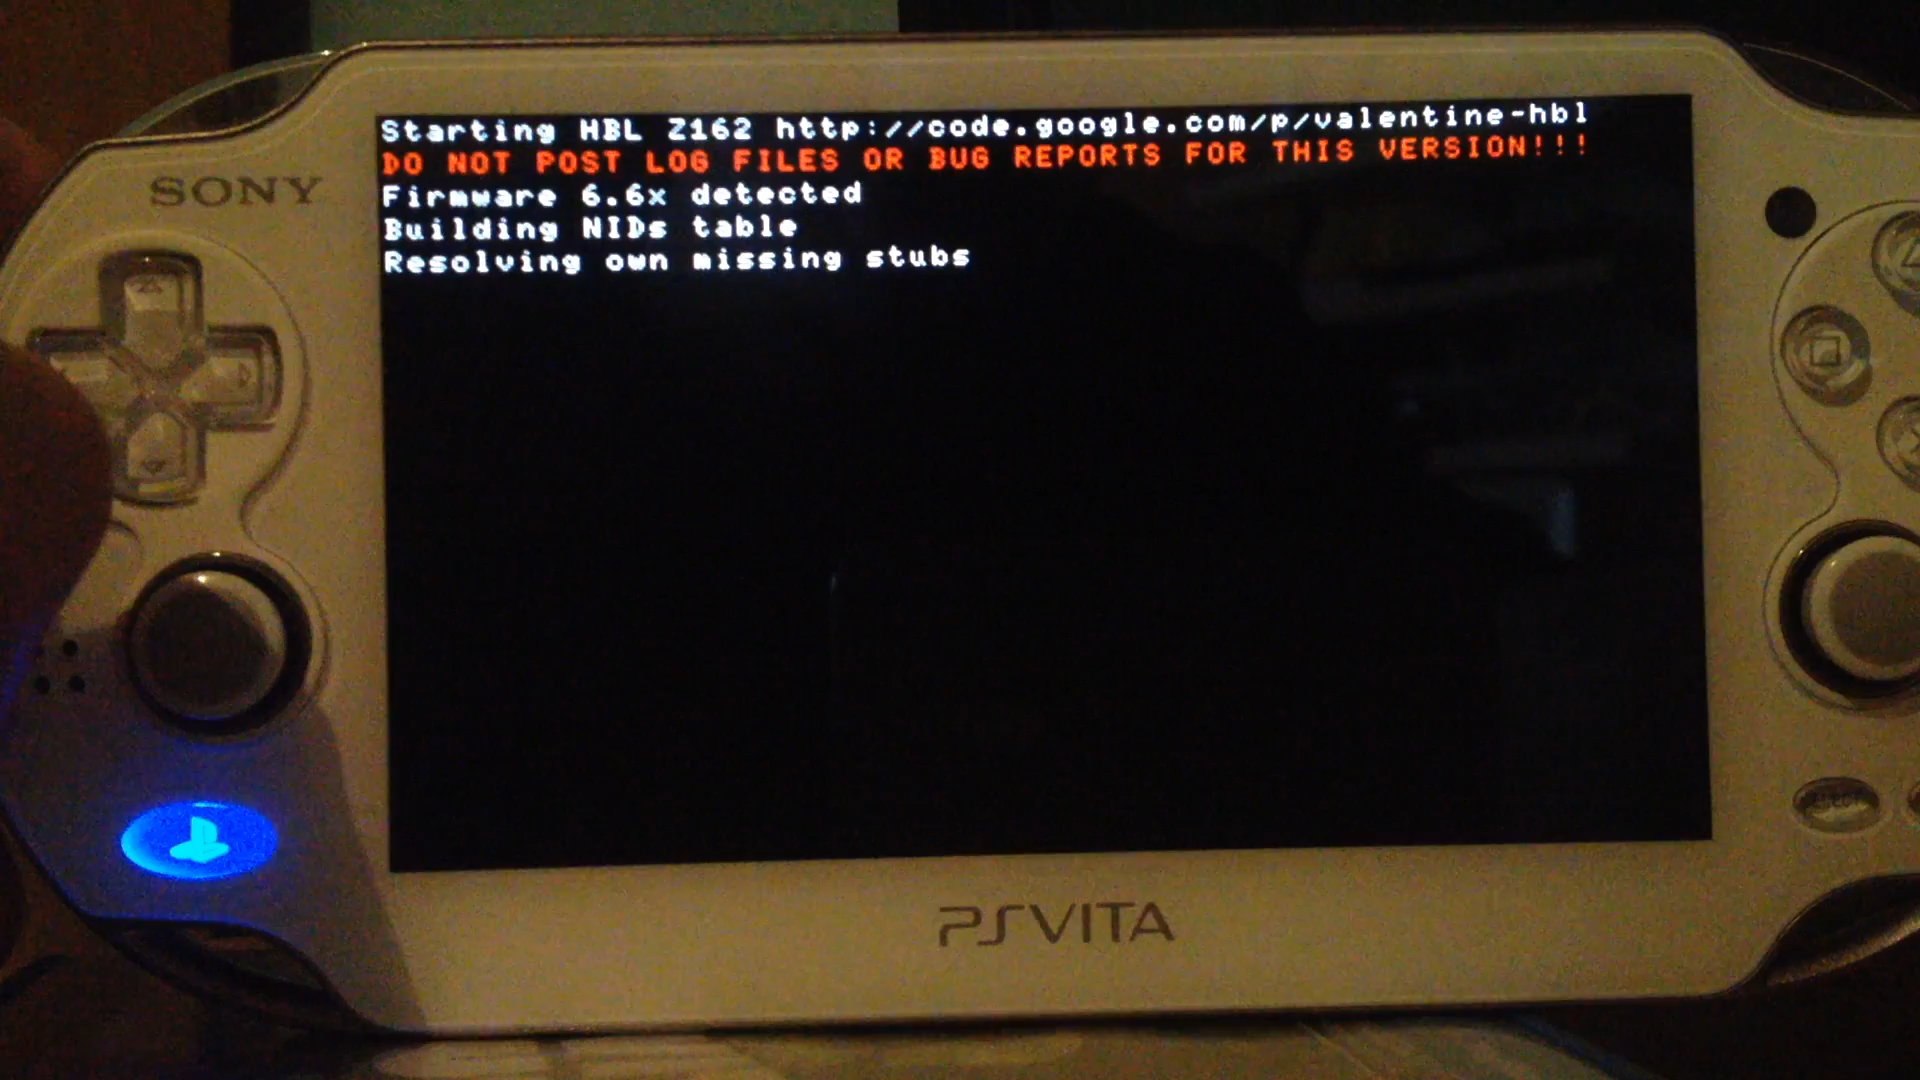 Starting HBL Z162 http://code.google.com/p/valentine-hbl
DO NOT POST LOG FILES OR BUG REPORTS FOR THIS VERSION!!!
Firmware 6.6x detected
Building NIDs table
Resolving own missing stubs
SONY
PSVITA